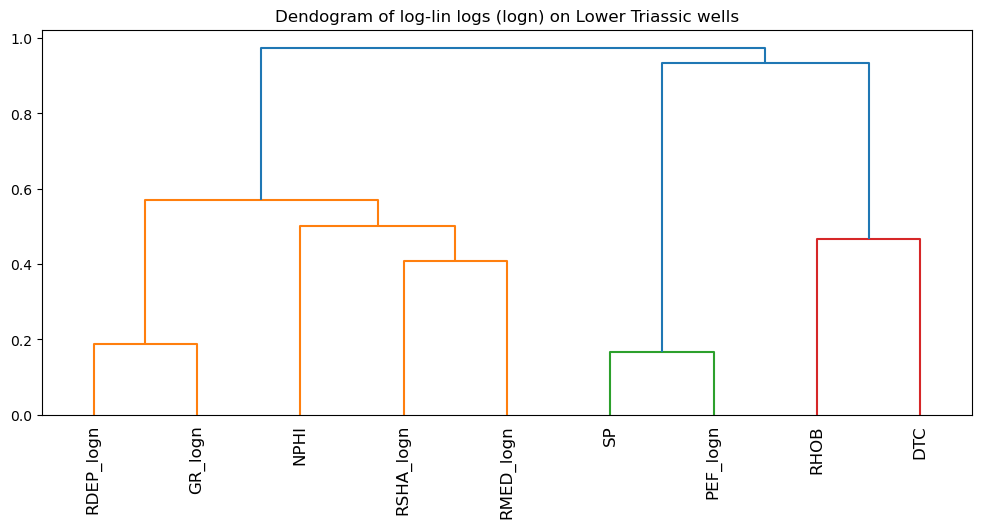 Dendogram of log-lin logs (logn) on Lower Triassic wells
1.0
0.8
0.6
0.4
0.2
0.0
RDEP_logn
GR_logn
NPHI
RSHA_logn
RMED_logn
SP
PEF_logn
RHOB
DTC